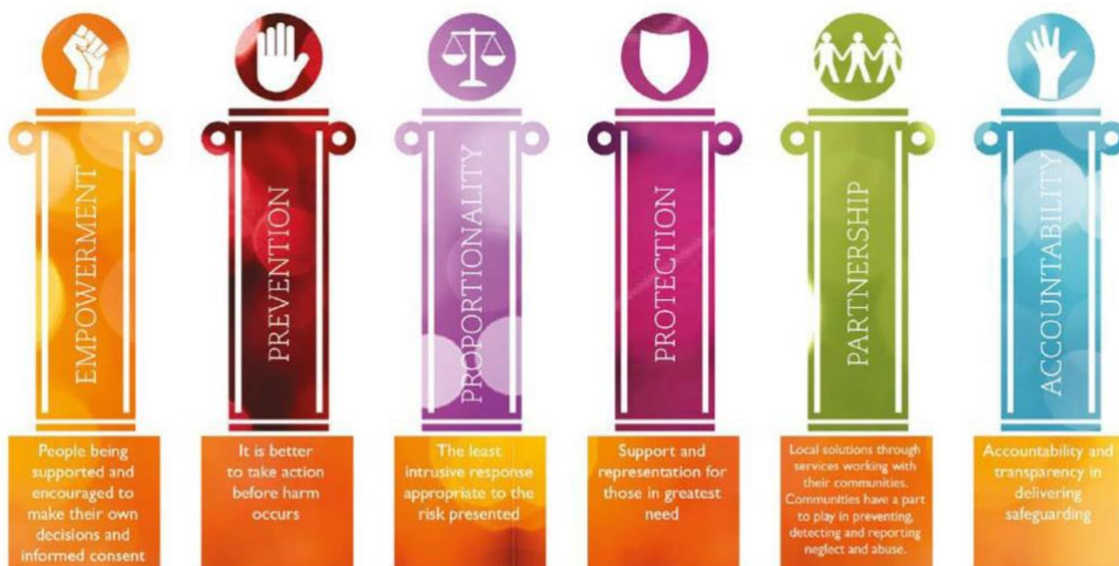 EMPOWERMENT
People being
supported and
encouraged to
make their own
decisions and
informed consent
PREVENTION
It is better
to take action
before harm
occurs
PROPORTIONALITY
The least
intrusive response
appropriate to the
risk presented
PROTECTION
Support and
representation for
those in greatest
need
PARTNERSHIP
Local solutions through
services working with
their communities.
Communities have a part
to play in preventing,
detecting and reporting
neglect and abuse.
ACCOUNTABILITY
Accountability and
transparency in
delivering
safeguarding